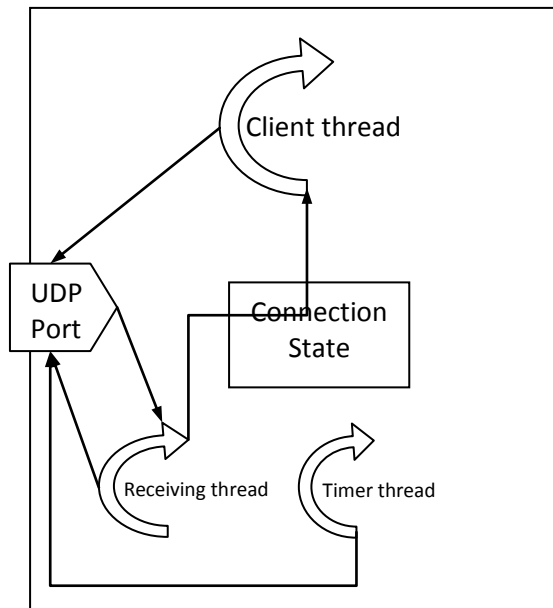 Client thread
UDP
Port
Connection
State
Receiving thread
Timer thread